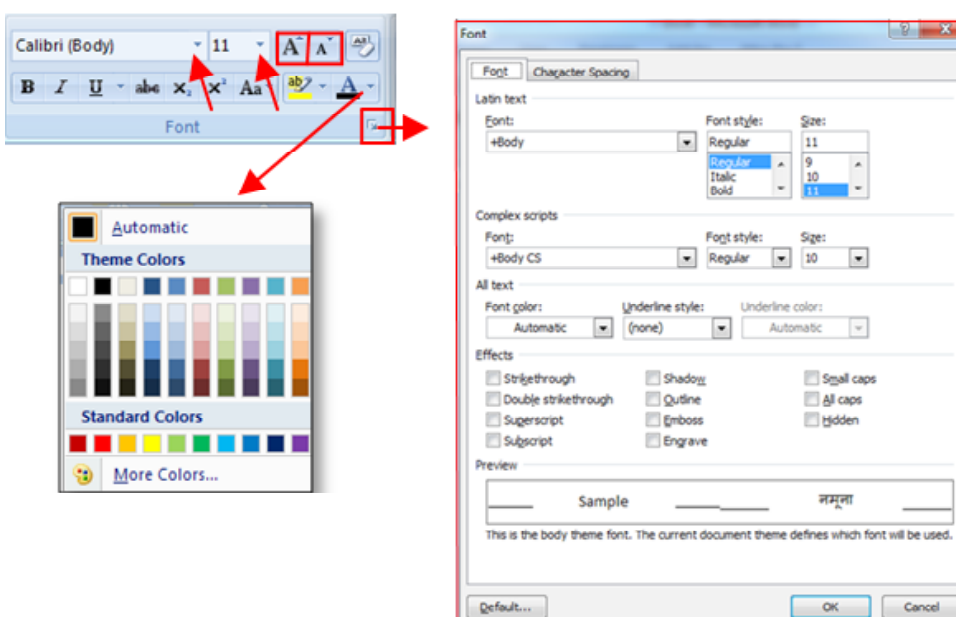 Calibri (Body) 11 A A
B I U abc x₂ x² Aa ab A
Font
Automatic
Theme Colors
Standard Colors
More Colors...
Font
Font Character Spacing
Latin text
Font: Font style: Size:
+Body Regular 11
Regular 9
Italic 10
Bold 11
Complex scripts
Font: Font style: Size:
+Body CS Regular 10
All text
Font color: Underline style: Underline color:
Automatic (none) Automatic
Effects
Strikethrough Shadow Small caps
Double strikethrough Outline All caps
Superscript Emboss Hidden
Subscript Engrave
Preview
Sample नमूना
This is the body theme font. The current document theme defines which font will be used.
Default... OK Cancel